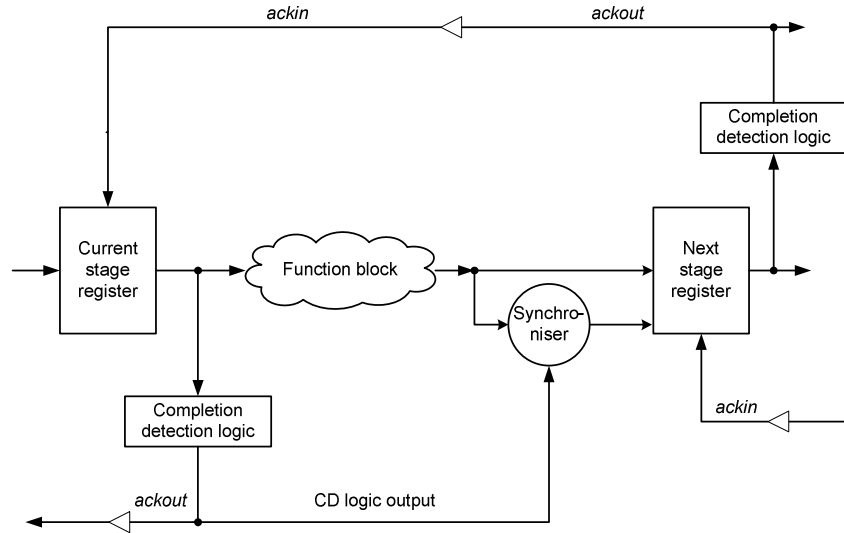 ackin
ackout
Completion
detection logic
Current
stage
register
Function block
Next
stage
register
Synchro-
niser
Completion
detection logic
ackin
ackout
CD logic output